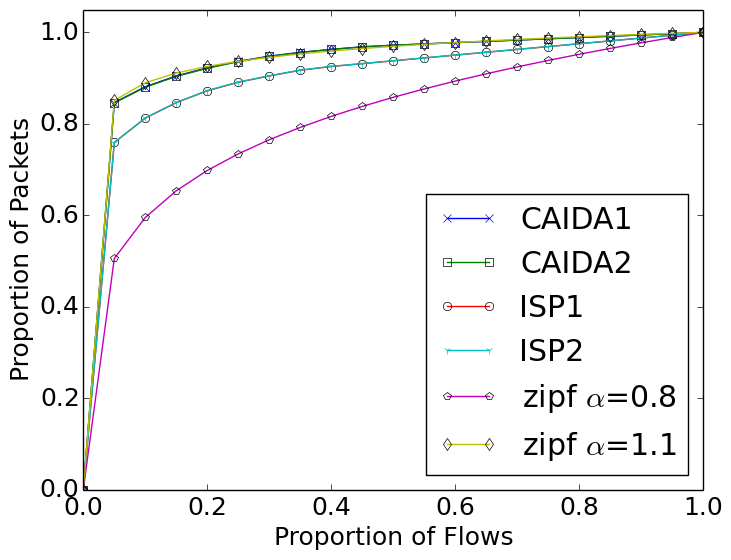 1.0
0.8
0.6
0.4
0.2
0.0
Proportion of Packets
CAIDA1
CAIDA2
ISP1
ISP2
zipf α=0.8
zipf α=1.1
0.0 0.2 0.4 0.6 0.8 1.0
Proportion of Flows